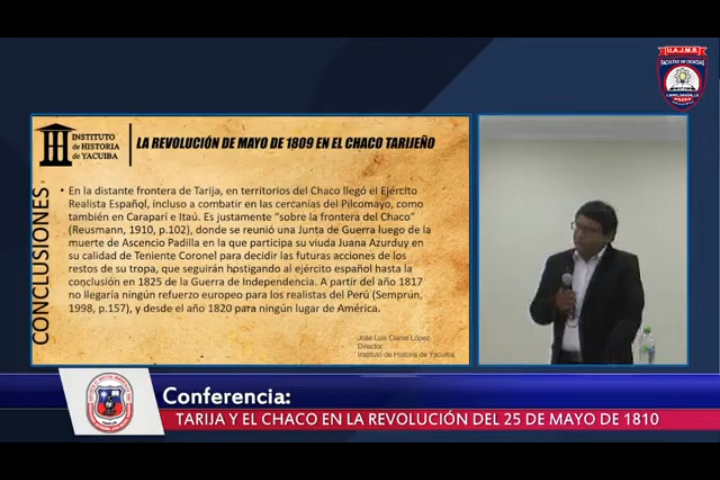 U.A.J.M.S.
FACULTAD DE CIENCIAS
INSTITUTO
de HISTORIA
de YACUIBA
LA REVOLUCIÓN DE MAYO DE 1809 EN EL CHACO TARIJEÑO
CONCLUSIONES
• En la distante frontera de Tarija, en territorios del Chaco llegó el Ejército
Realista Español, incluso a combatir en las cercanías del Pilcomayo, como
también en Caraparí e Itaú. Es justamente “sobre la frontera del Chaco”
(Reusmann, 1910, p.102), donde se reunió una Junta de Guerra luego de la
muerte de Ascencio Padilla en la que participa su viuda Juana Azurduy en
su calidad de Teniente Coronel para decidir las futuras acciones de los
restos de su tropa, que seguirán hostigando al ejército español hasta la
conclusión en 1825 de la Guerra de Independencia. A partir del año 1817
no llegaría ningún refuerzo europeo para los realistas del Perú (Semprún,
1998, p.157), y desde el año 1820 para ningún lugar de América.
José Luis Claros López
Director
Instituto de Historia de Yacuiba
Conferencia:
TARIJA Y EL CHACO EN LA REVOLUCIÓN DEL 25 DE MAYO DE 1810